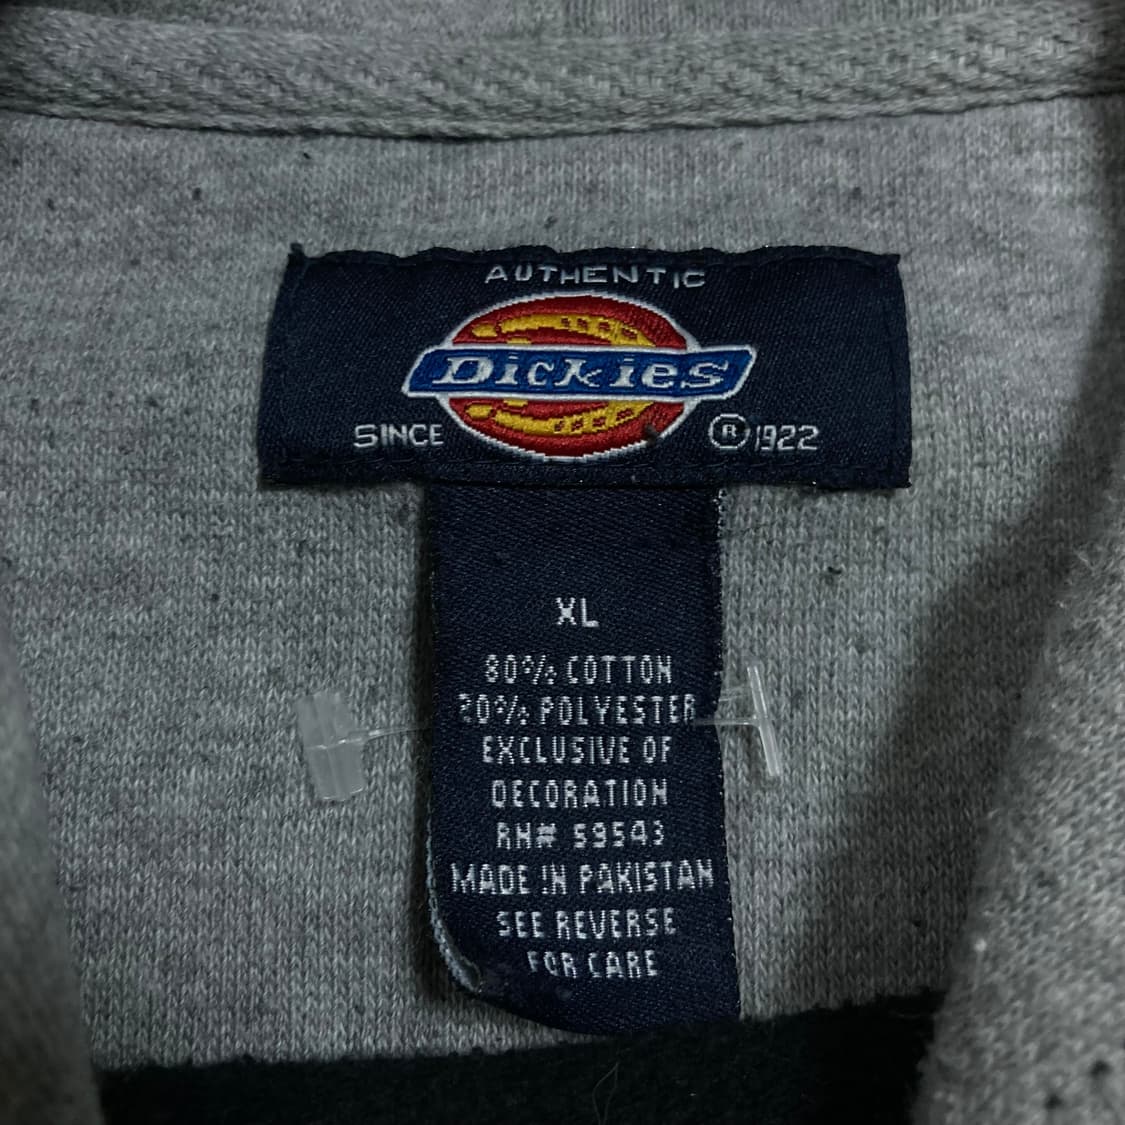 AUTHENTIC
Dickies
SINCE ® 1922
XL
80% COTTON
20% POLYESTER
EXCLUSIVE OF
DECORATION
RN# 59543
MADE IN PAKISTAN
SEE REVERSE
FOR CARE